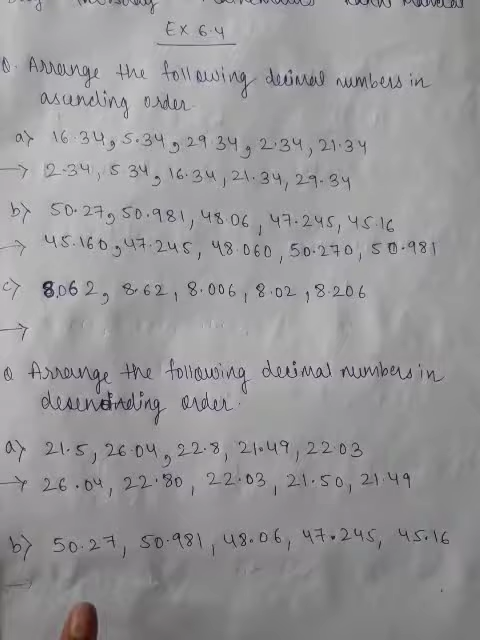 Ex 6.4
Q. Arrange the following decimal numbers in
ascending order.
a) 16.34, 5.34, 29.34, 2.34, 21.34
→ 2.34, 5.34, 16.34, 21.34, 29.34
b) 50.27, 50.981, 48.06, 47.245, 45.16
→ 45.160, 47.245, 48.060, 50.270, 50.981
c) 8.062, 8.62, 8.006, 8.02, 8.206
→
Q Arrange the following decimal numbers in
descending order.
a) 21.5, 26.04, 22.8, 21.49, 22.03
→ 26.04, 22.80, 22.03, 21.50, 21.49
b) 50.27, 50.981, 48.06, 47.245, 45.16
→